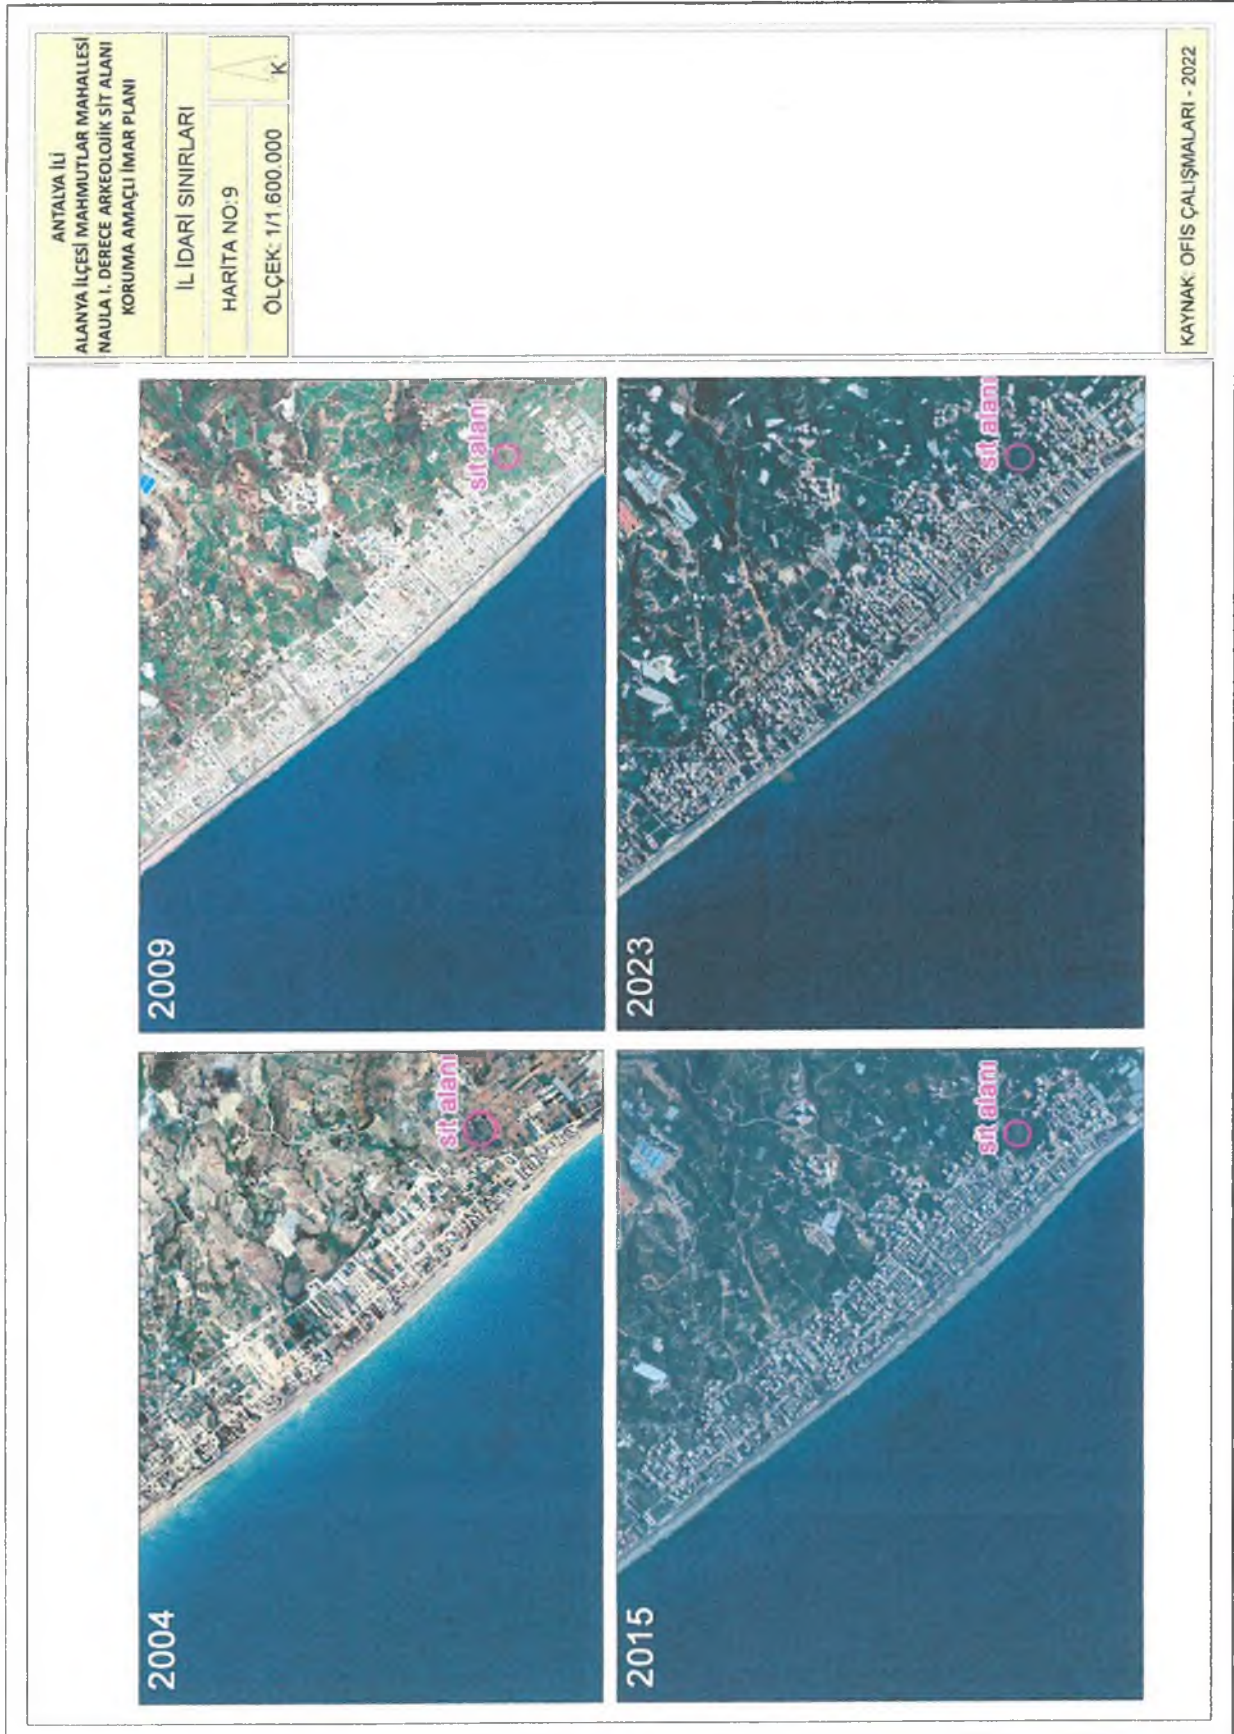 ANTALYA İLİ
ALANYA İLÇESİ MAHMUTLAR MAHALLESİ
NAULA I. DERECE ARKEOLOJİK SİT ALANI
KORUMA AMAÇLI İMAR PLANI
İL İDARİ SINIRLARI
HARİTA NO:9
K
ÖLÇEK: 1/1.600.000
2004
sit alanı
2009
sit alanı
2015
sit alanı
2023
sit alanı
KAYNAK: OFİS ÇALIŞMALARI - 2022